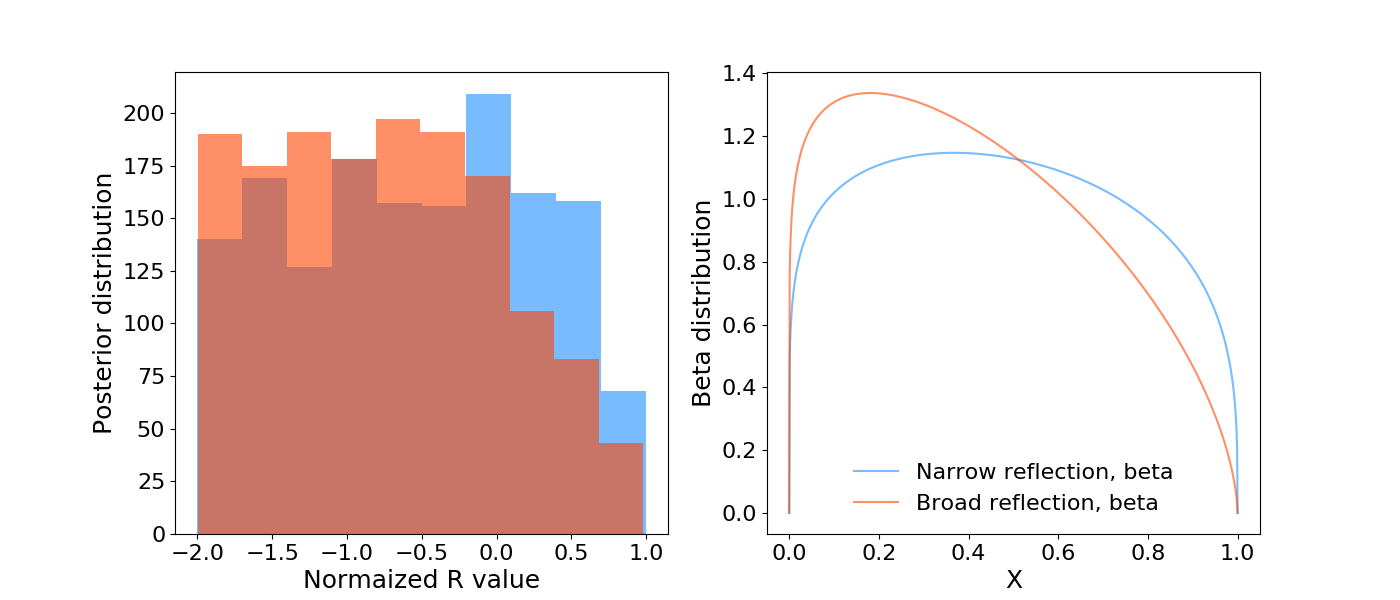 Posterior distribution
200
175
150
125
100
75
50
25
0
−2.0 −1.5 −1.0 −0.5 0.0 0.5 1.0
Normaized R value
Beta distribution
1.4
1.2
1.0
0.8
0.6
0.4
0.2
0.0
Narrow reflection, beta
Broad reflection, beta
0.0 0.2 0.4 0.6 0.8 1.0
X